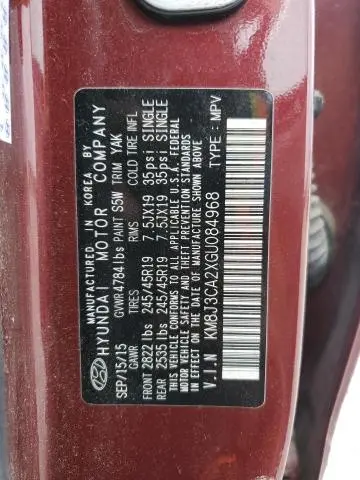 MANUFACTURED IN KOREA BY
HYUNDAI MOTOR COMPANY
SEP/15/15 GVWR 4784 lbs PAINT S5W TRIM YAK
GAWR TIRES RIMS COLD TIRE INFL
FRONT 2822 lbs 245/45R19 7.5JX19 35psi SINGLE
REAR 2535 lbs 245/45R19 7.5JX19 35psi SINGLE
THIS VEHICLE CONFORMS TO ALL APPLICABLE U.S.A. FEDERAL
MOTOR VEHICLE SAFETY, BUMPER, AND THEFT PREVENTION STANDARDS
IN EFFECT ON THE DATE OF MANUFACTURE SHOWN ABOVE.
V.I.N KM8J3CA2XGU084968 TYPE: MPV